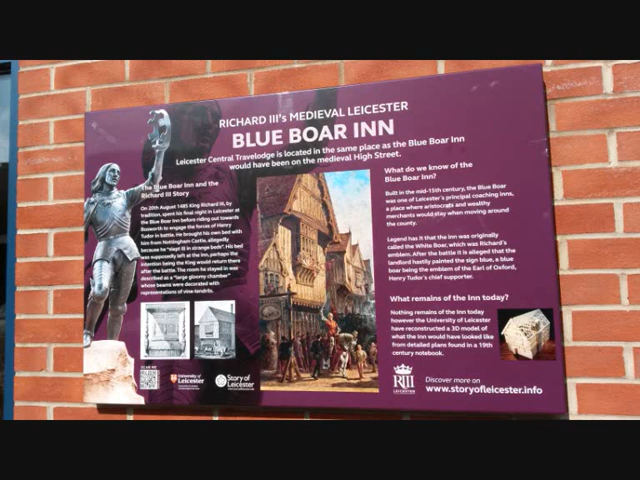 RICHARD III's MEDIEVAL LEICESTER
BLUE BOAR INN
Leicester Central Travelodge is located in the same place as the Blue Boar Inn
would have been on the medieval High Street.
The Blue Boar Inn and the
Richard III Story
On 20th August 1485 King Richard III, by
tradition, spent his final night in Leicester at
the Blue Boar Inn before riding out towards
Bosworth to engage the forces of Henry
Tudor in battle. He brought his own bed with
him from Nottingham Castle, allegedly
because he "slept ill in strange beds". His bed
was supposedly left at the inn, perhaps the
intention being the King would return there
after the battle. The room he stayed in was
described as a "large gloomy chamber"
whose beams were decorated with
representations of vine-tendrils.
What do we know of the
Blue Boar Inn?
Built in the mid-15th century, the Blue Boar
was one of Leicester's principal coaching inns,
a place where aristocrats and wealthy
merchants would stay when moving around
the county.
Legend has it that the inn was originally
called the White Boar, which was Richard's
emblem. After the battle it is alleged that the
landlord hastily painted the sign blue, a blue
boar being the emblem of the Earl of Oxford,
Henry Tudor's chief supporter.
What remains of the Inn today?
Nothing remains of the Inn today
however the University of Leicester
have reconstructed a 3D model of
what the Inn would have looked like
from detailed plans found in a 19th
century notebook.
SCAN ME
University of
Leicester
Story of
Leicester
RIII
LEICESTER
Discover more on
www.storyofleicester.info